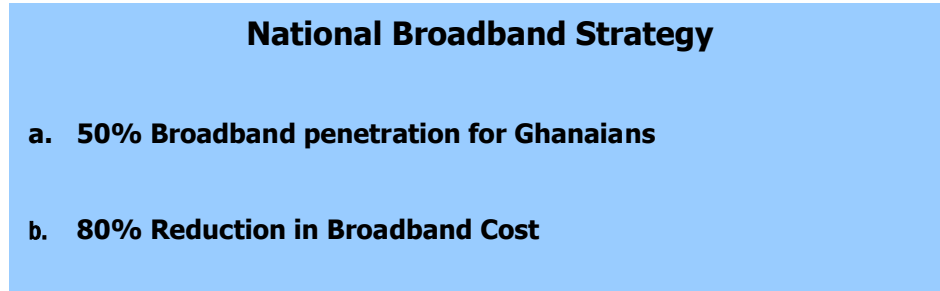 National Broadband Strategy
a. 50% Broadband penetration for Ghanaians
b. 80% Reduction in Broadband Cost